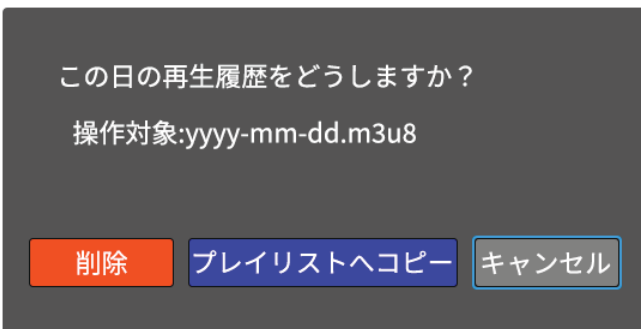 この日の再生履歴をどうしますか？
操作対象:yyyy-mm-dd.m3u8
削除
プレイリストへコピー
キャンセル